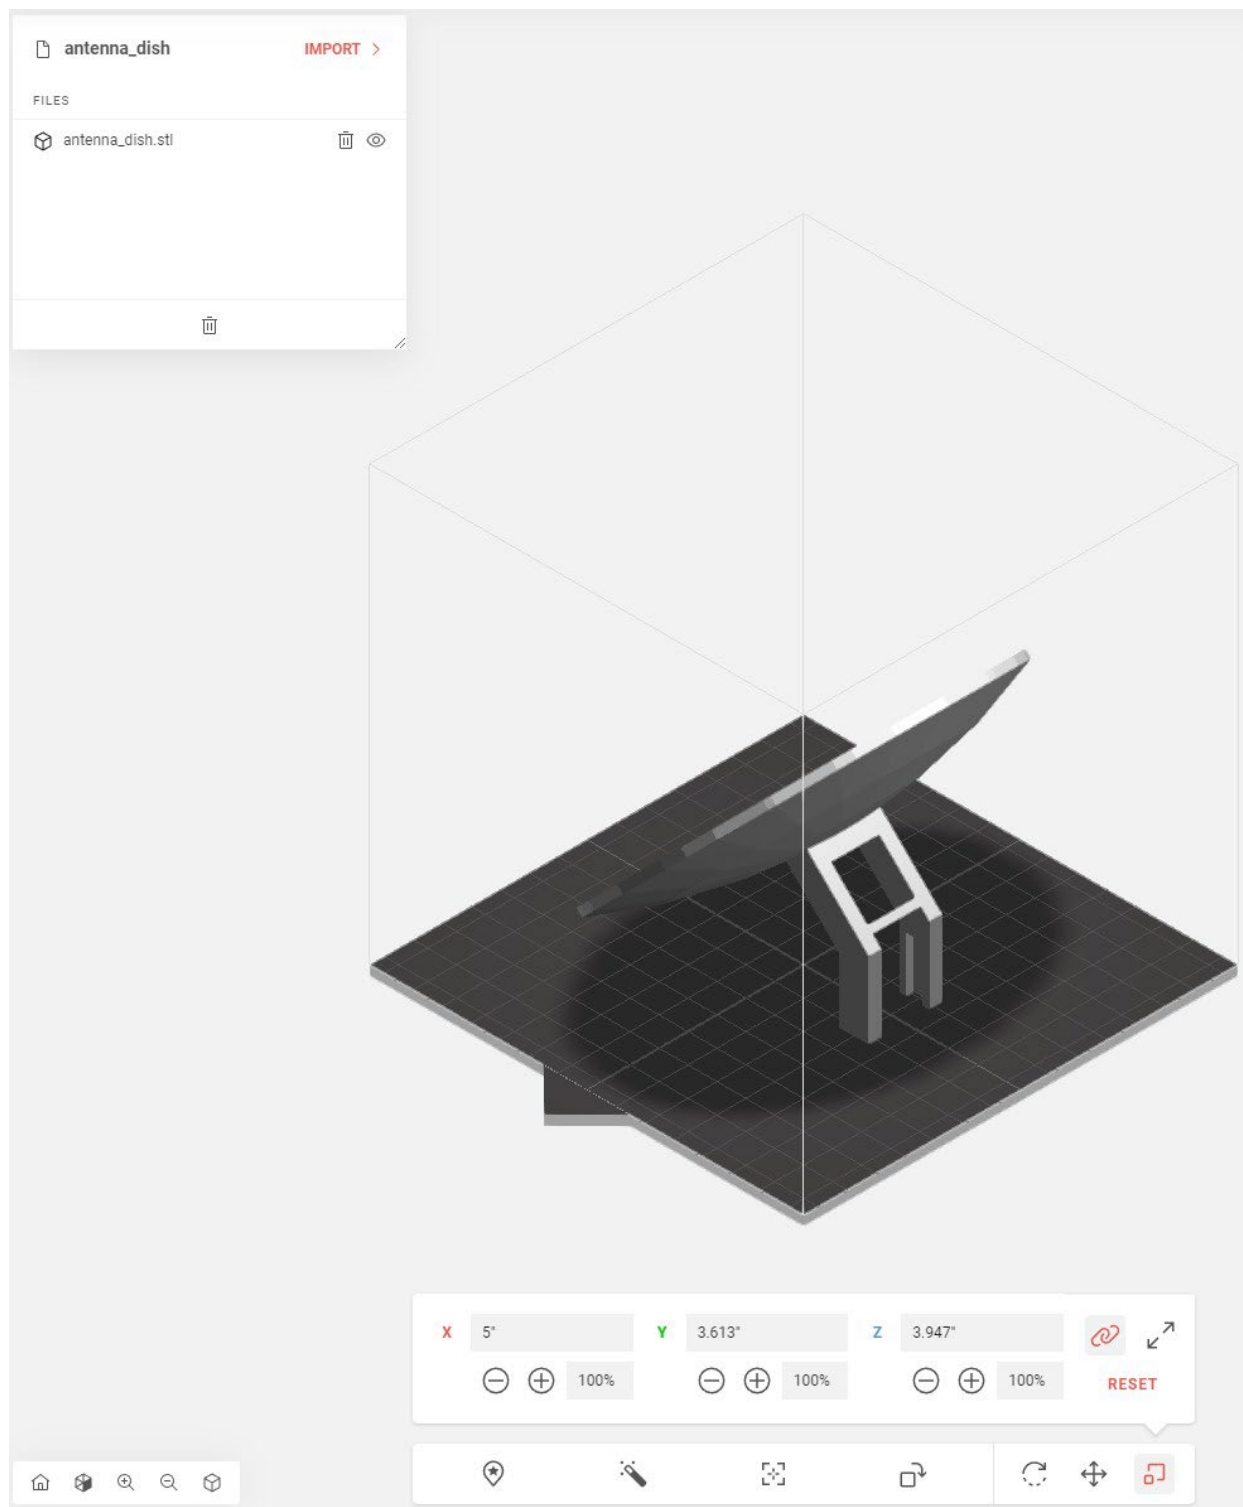 antenna_dish
IMPORT >
FILES
antenna_dish.stl
X 5" Y 3.613" Z 3.947"
100% 100% 100% RESET